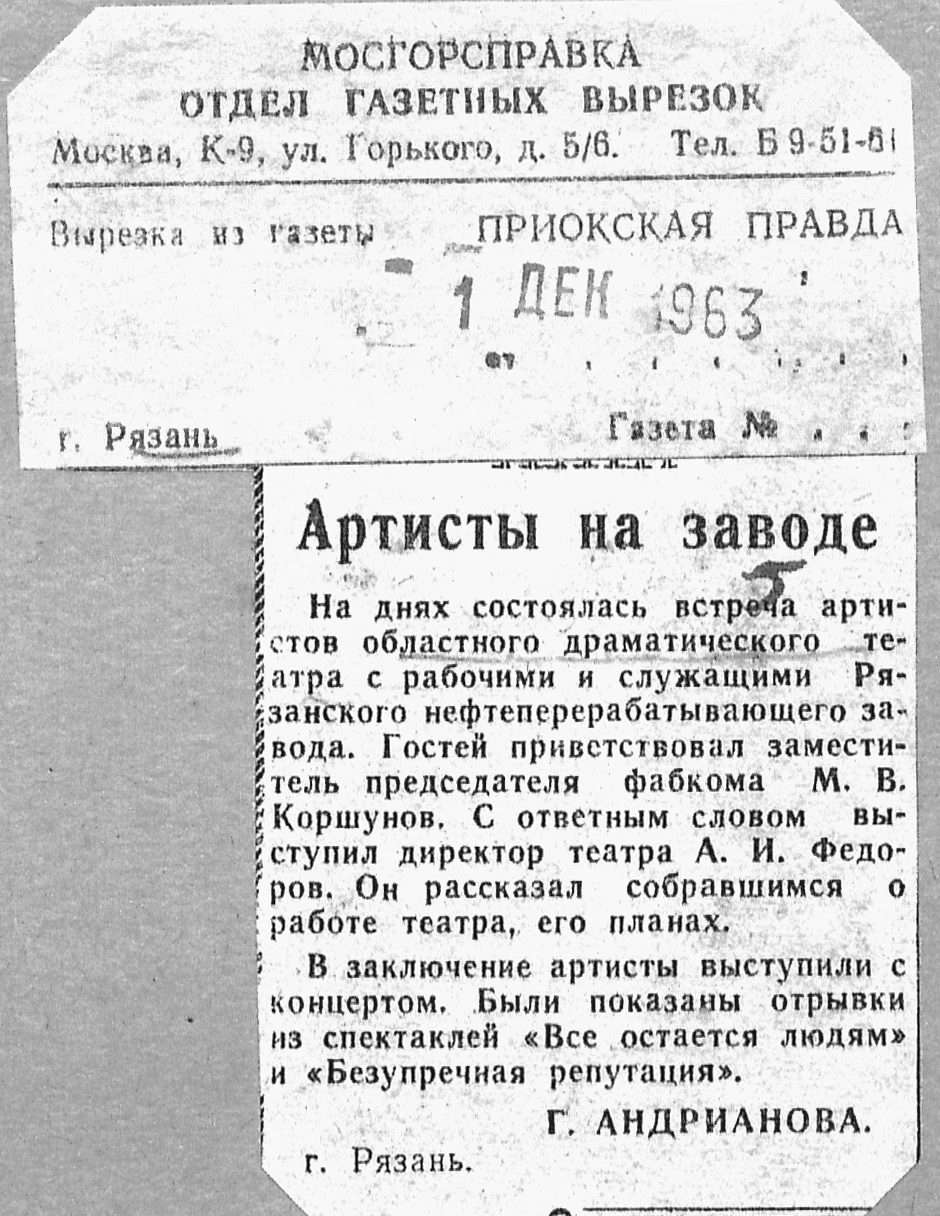 МОСГОРСПРАВКА
ОТДЕЛ ГАЗЕТНЫХ ВЫРЕЗОК
Москва, К-9, ул. Горького, д. 5/6. Тел. Б 9-51-61
Вырезка из газеты ПРИОКСКАЯ ПРАВДА
1 ДЕК 1963
от . . . . . . .
г. Рязань Газета № . . .
Артисты на заводе
На днях состоялась встреча арти-
стов областного драматического те-
атра с рабочими и служащими Ря-
занского нефтеперерабатывающего за-
вода. Гостей приветствовал замести-
тель председателя фабкома М. В.
Коршунов. С ответным словом вы-
ступил директор театра А. И. Федо-
ров. Он рассказал собравшимся о
работе театра, его планах.
В заключение артисты выступили с
концертом. Были показаны отрывки
из спектаклей «Все остается людям»
и «Безупречная репутация».
Г. АНДРИАНОВА.
г. Рязань.